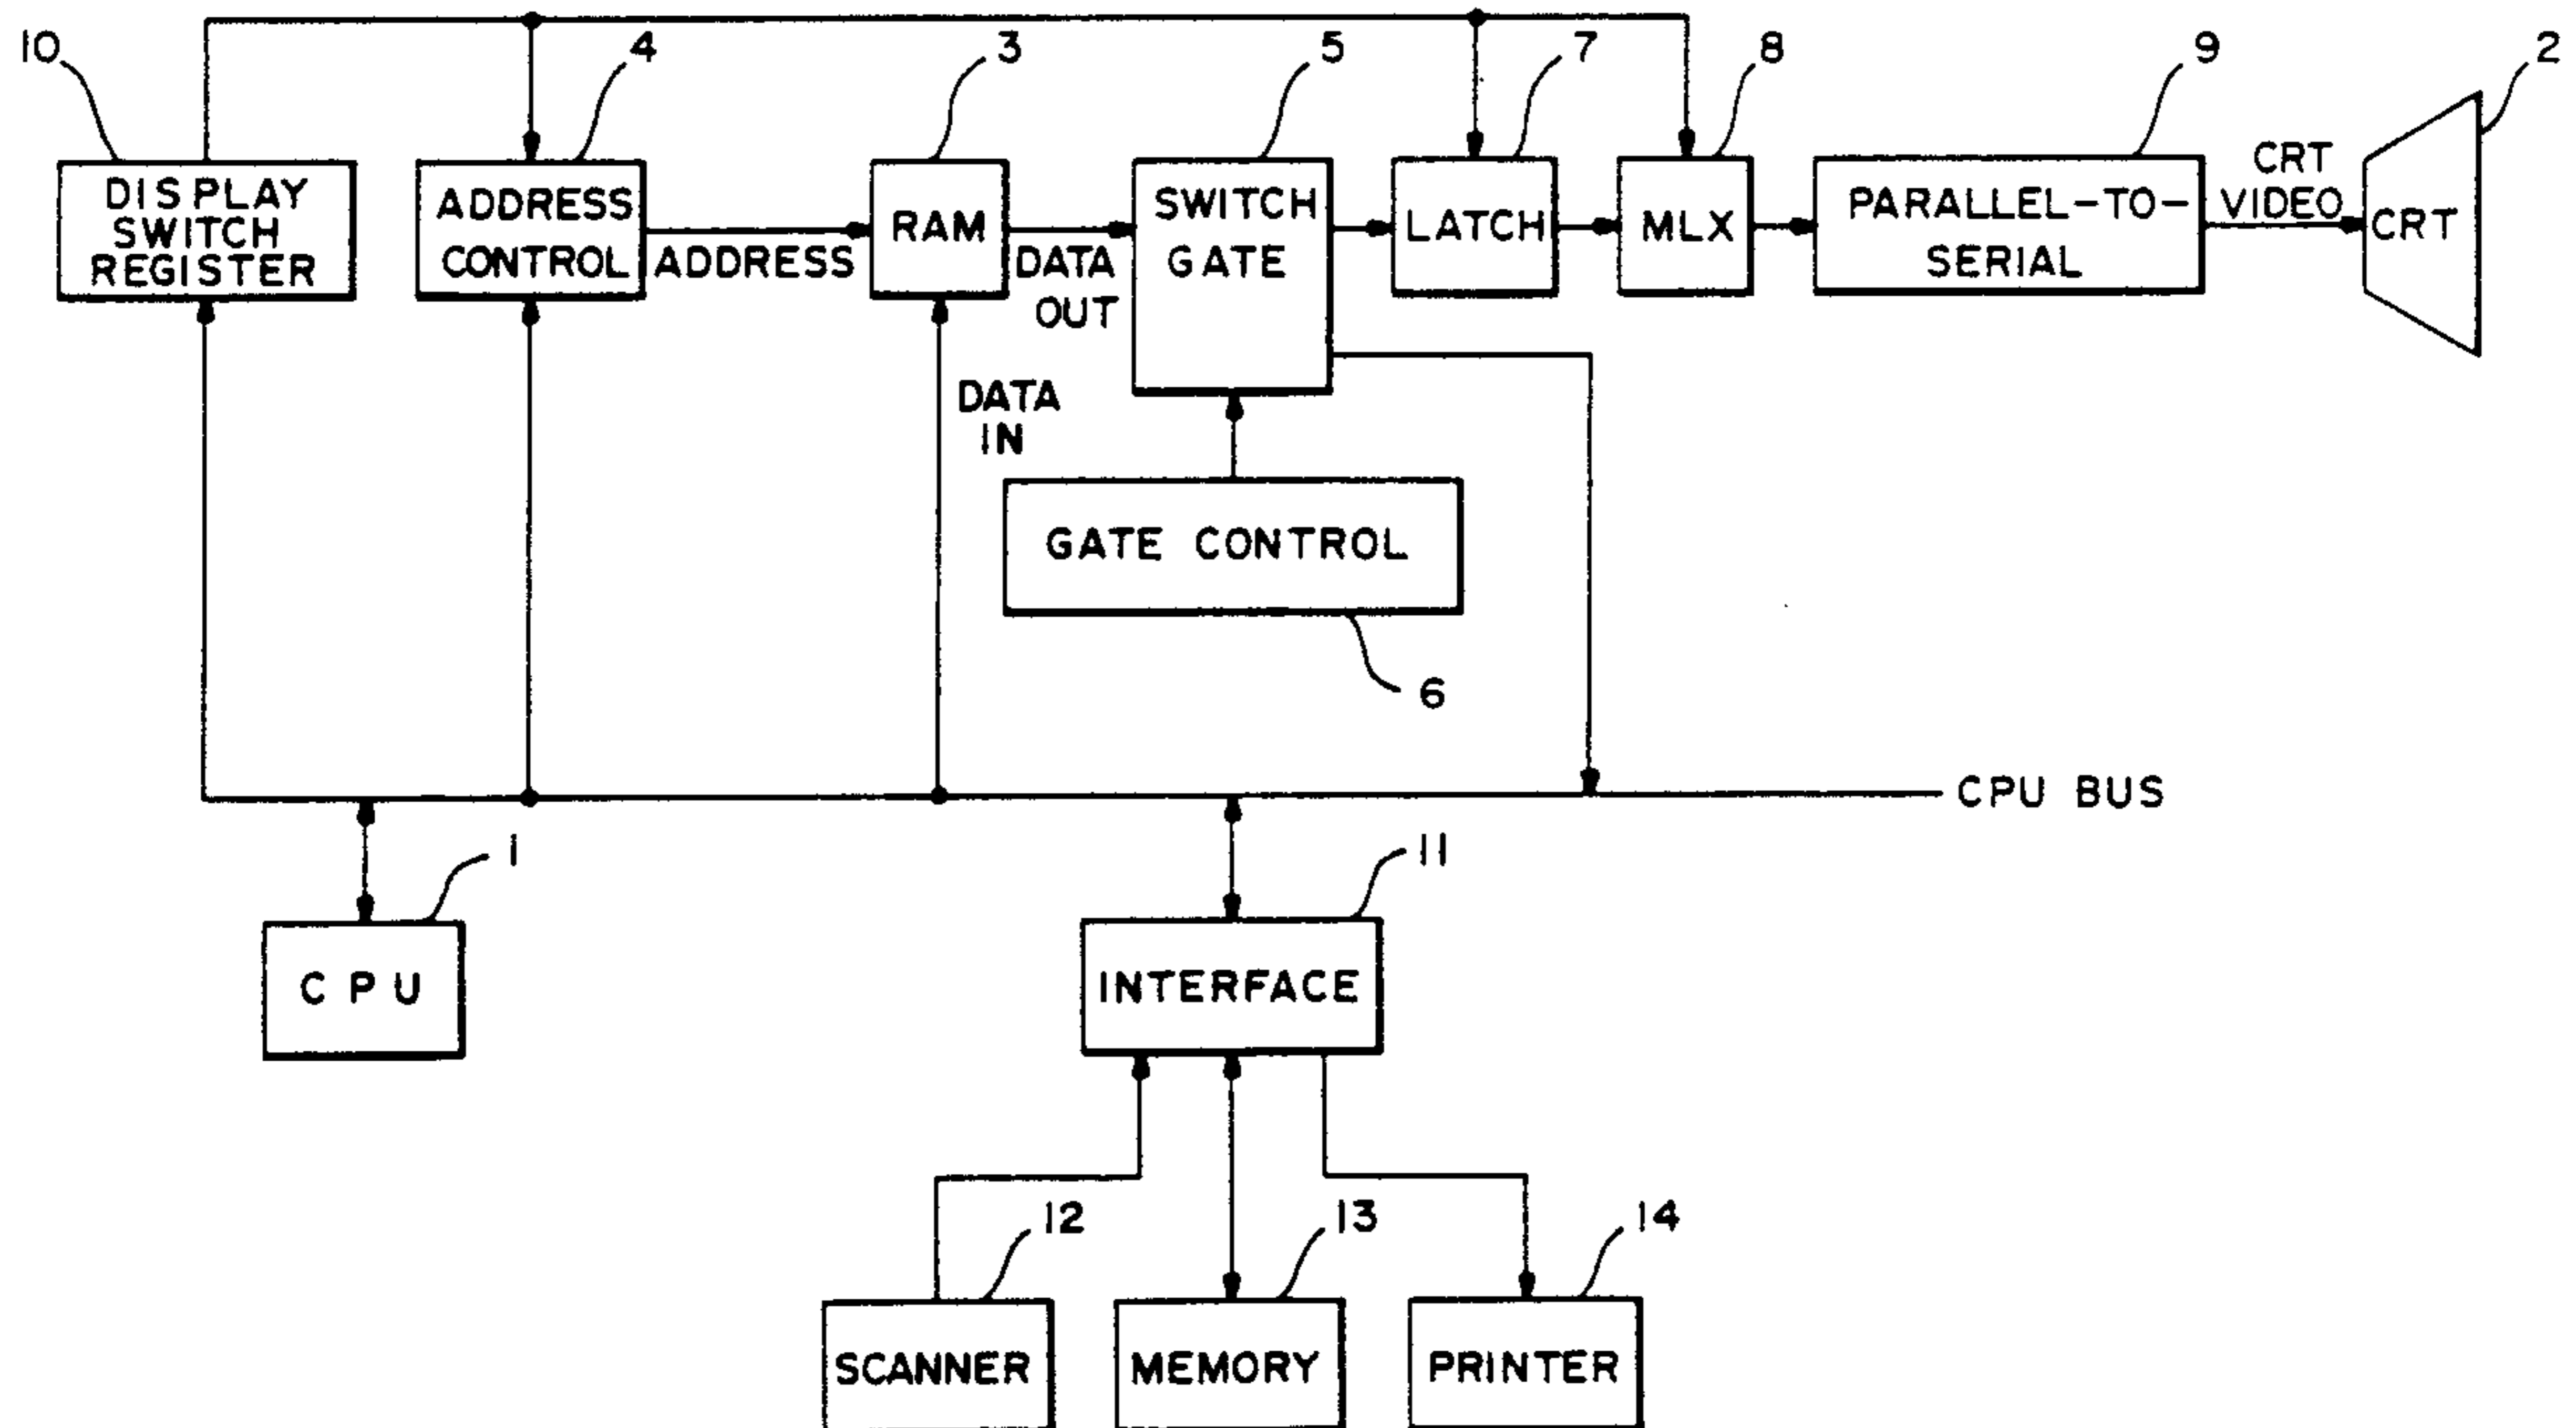 10
4
3
5
7
8
9
2
DISPLAY
SWITCH
REGISTER
ADDRESS
CONTROL
ADDRESS
RAM
DATA
OUT
SWITCH
GATE
LATCH
MLX
PARALLEL-TO-
SERIAL
CRT
VIDEO
CRT
DATA
IN
GATE CONTROL
6
CPU BUS
1
11
CPU
INTERFACE
12
13
14
SCANNER
MEMORY
PRINTER